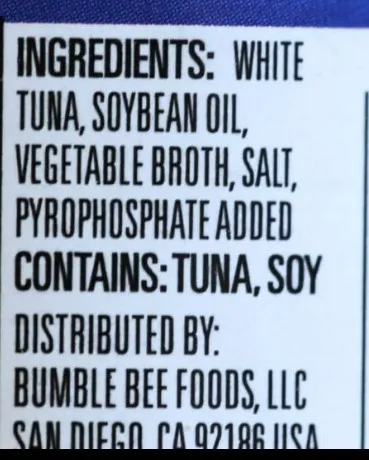 INGREDIENTS: WHITE
TUNA, SOYBEAN OIL,
VEGETABLE BROTH, SALT,
PYROPHOSPHATE ADDED
CONTAINS: TUNA, SOY
DISTRIBUTED BY:
BUMBLE BEE FOODS, LLC
SAN DIEGO, CA 92186 USA